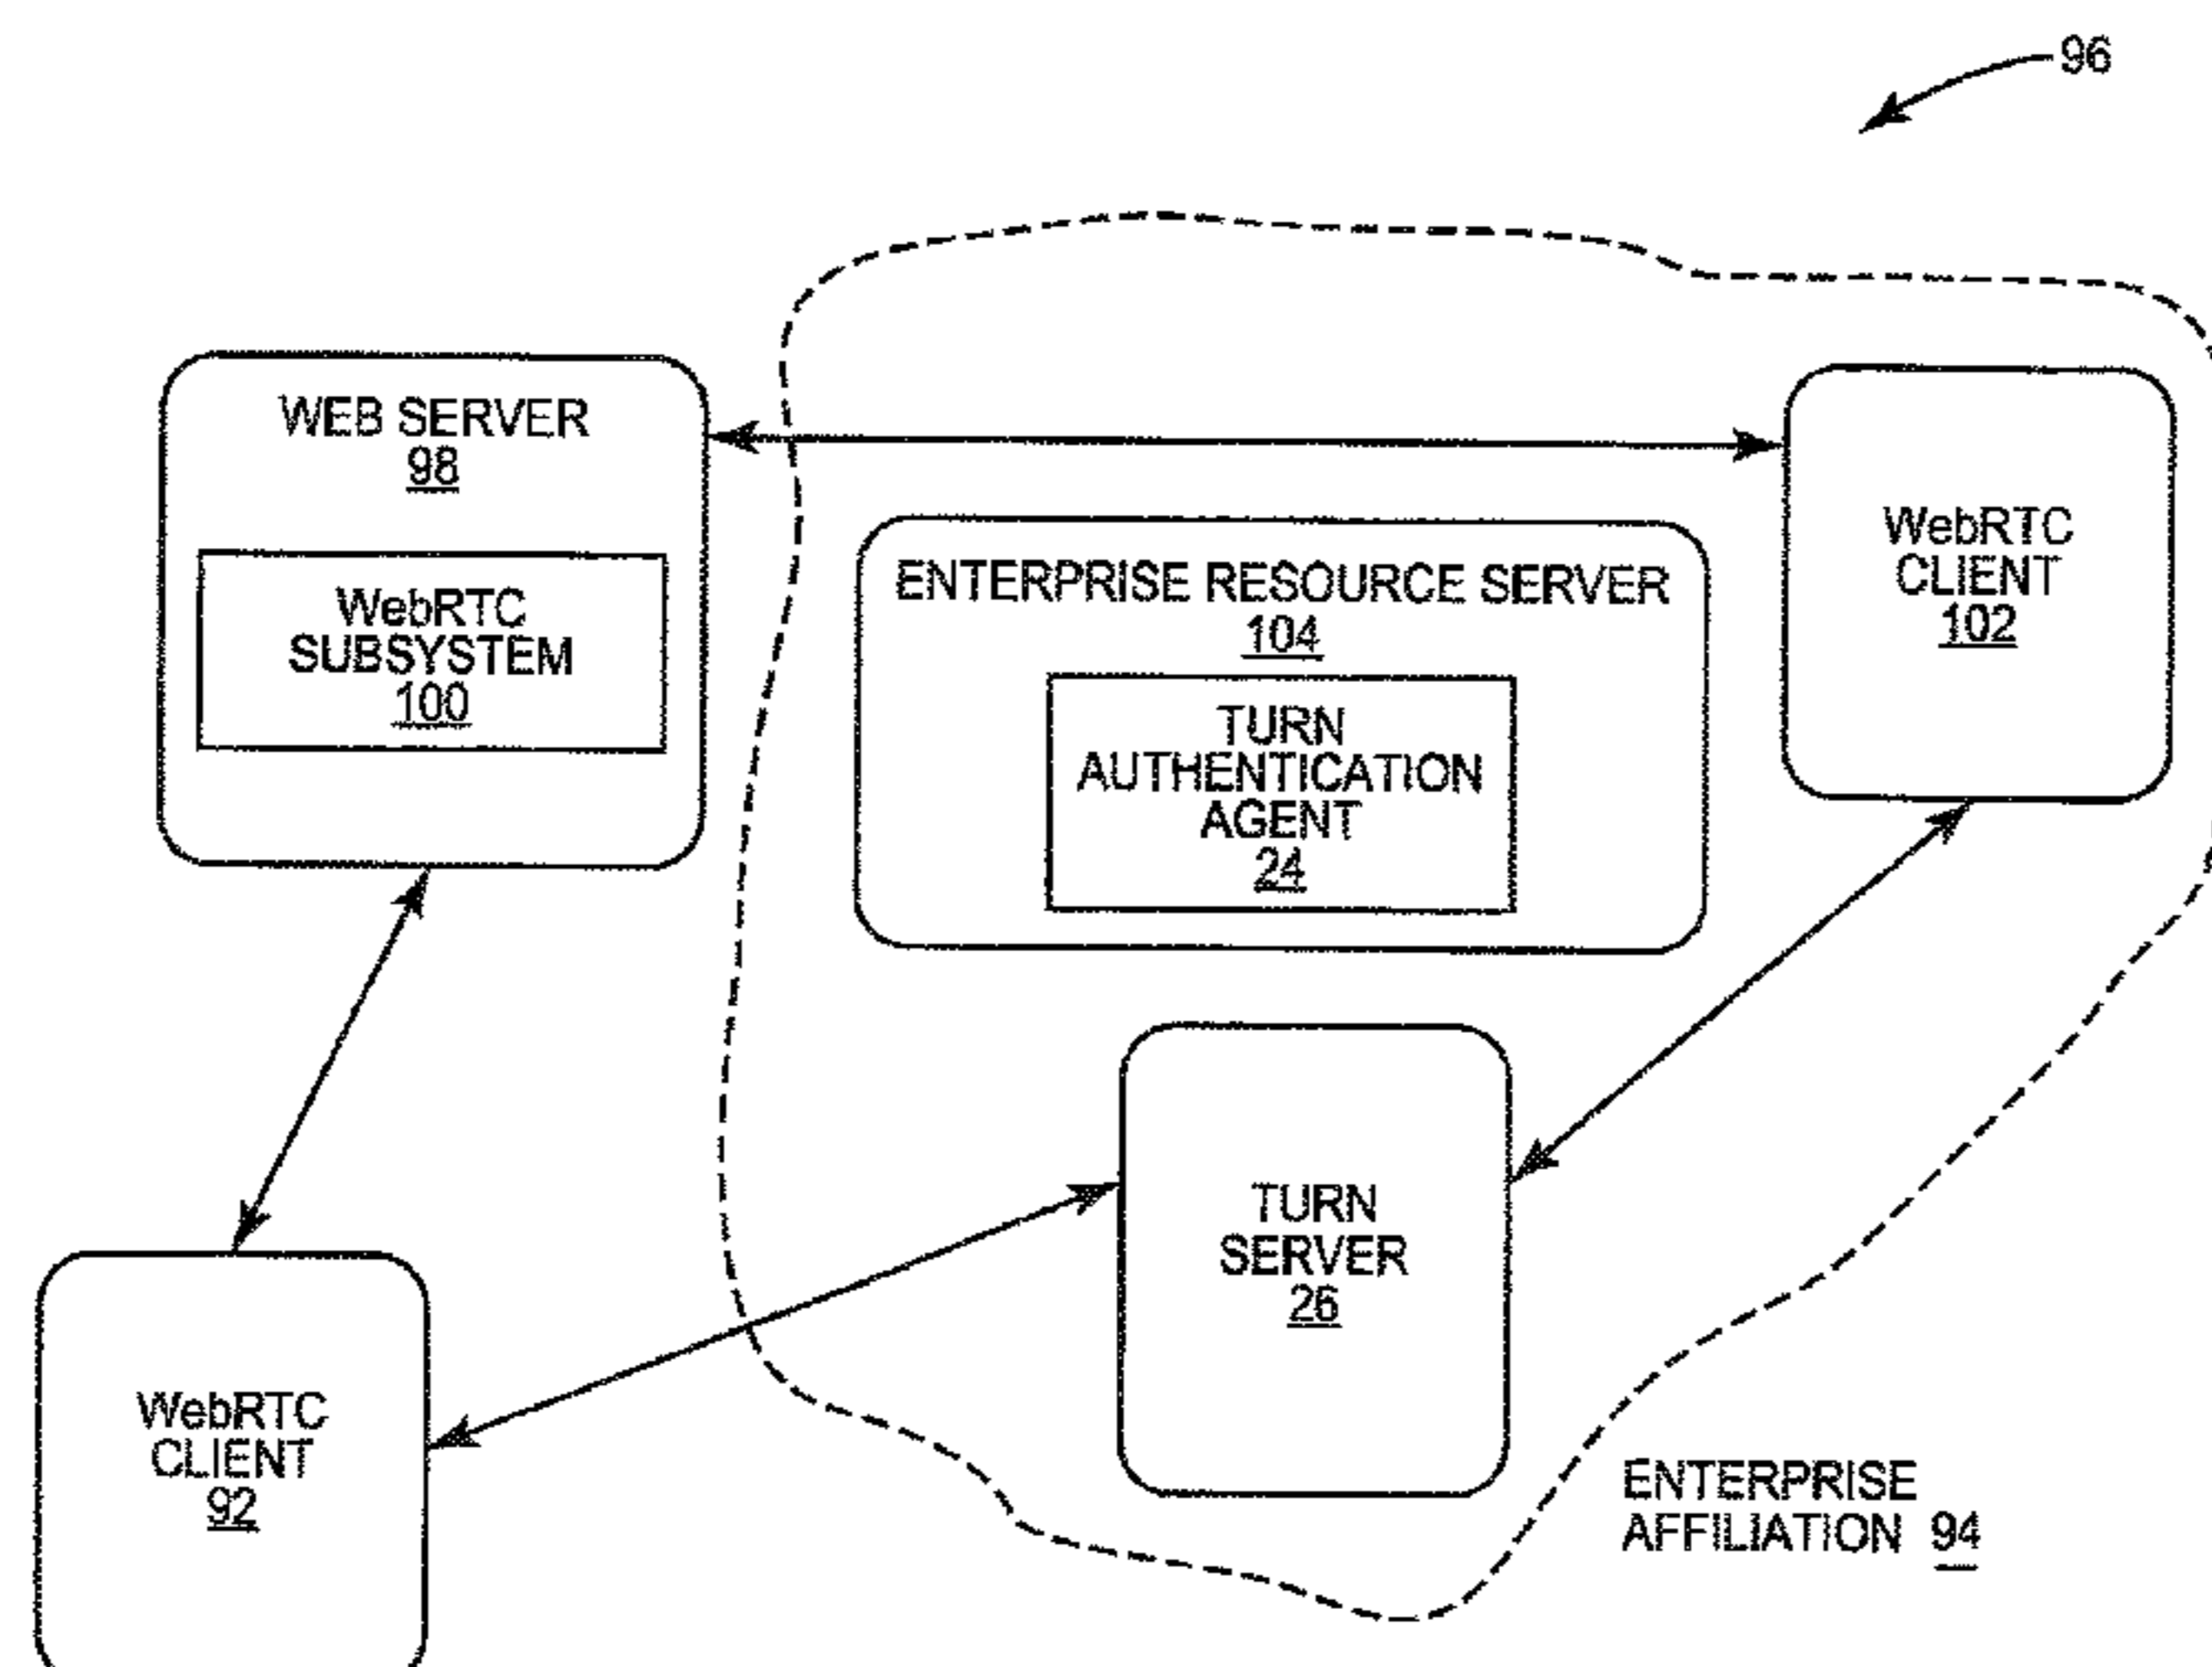 96
WEB SERVER
98
WebRTC
SUBSYSTEM
100
ENTERPRISE RESOURCE SERVER
104
TURN
AUTHENTICATION
AGENT
24
WebRTC
CLIENT
102
TURN
SERVER
26
WebRTC
CLIENT
92
ENTERPRISE
AFFILIATION 94